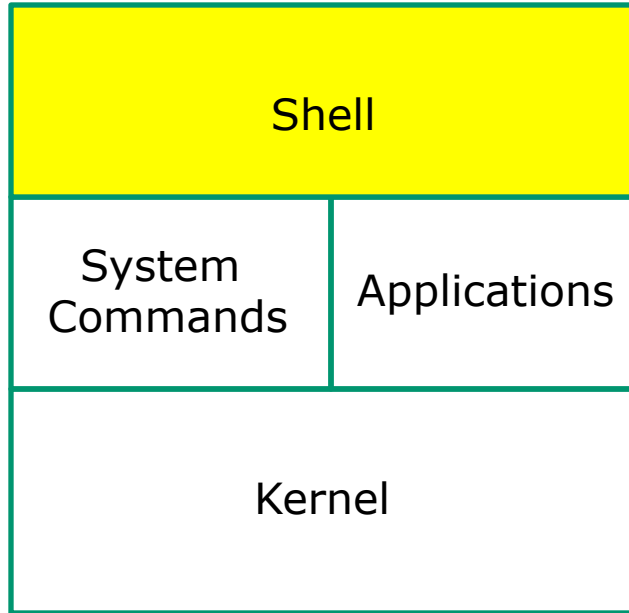 Shell
System
Commands
Applications
Kernel